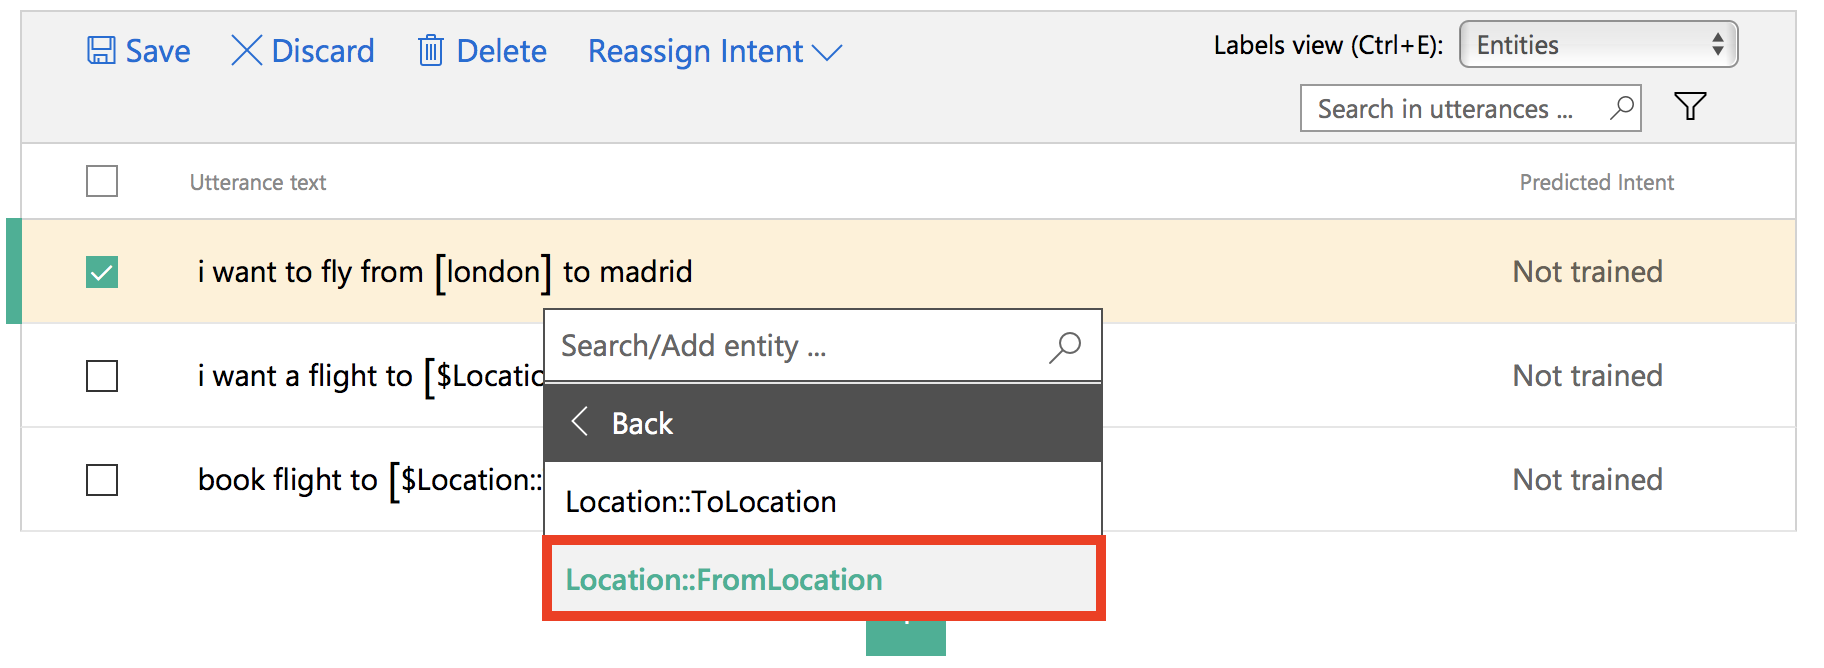 Save Discard Delete Reassign Intent Labels view (Ctrl+E): Entities
Search in utterances ...
Utterance text Predicted Intent
i want to fly from [london] to madrid Not trained
Search/Add entity ...
i want a flight to [$Locatio Not trained
Back
book flight to [$Location:: Not trained
Location::ToLocation
Location::FromLocation